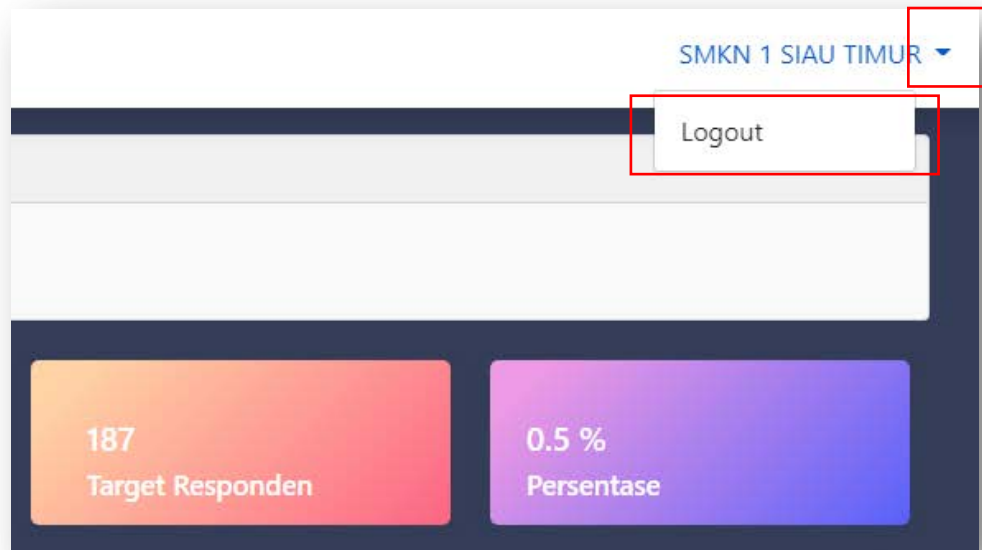 SMKN 1 SIAU TIMUR
Logout
187
Target Responden
0.5 %
Persentase